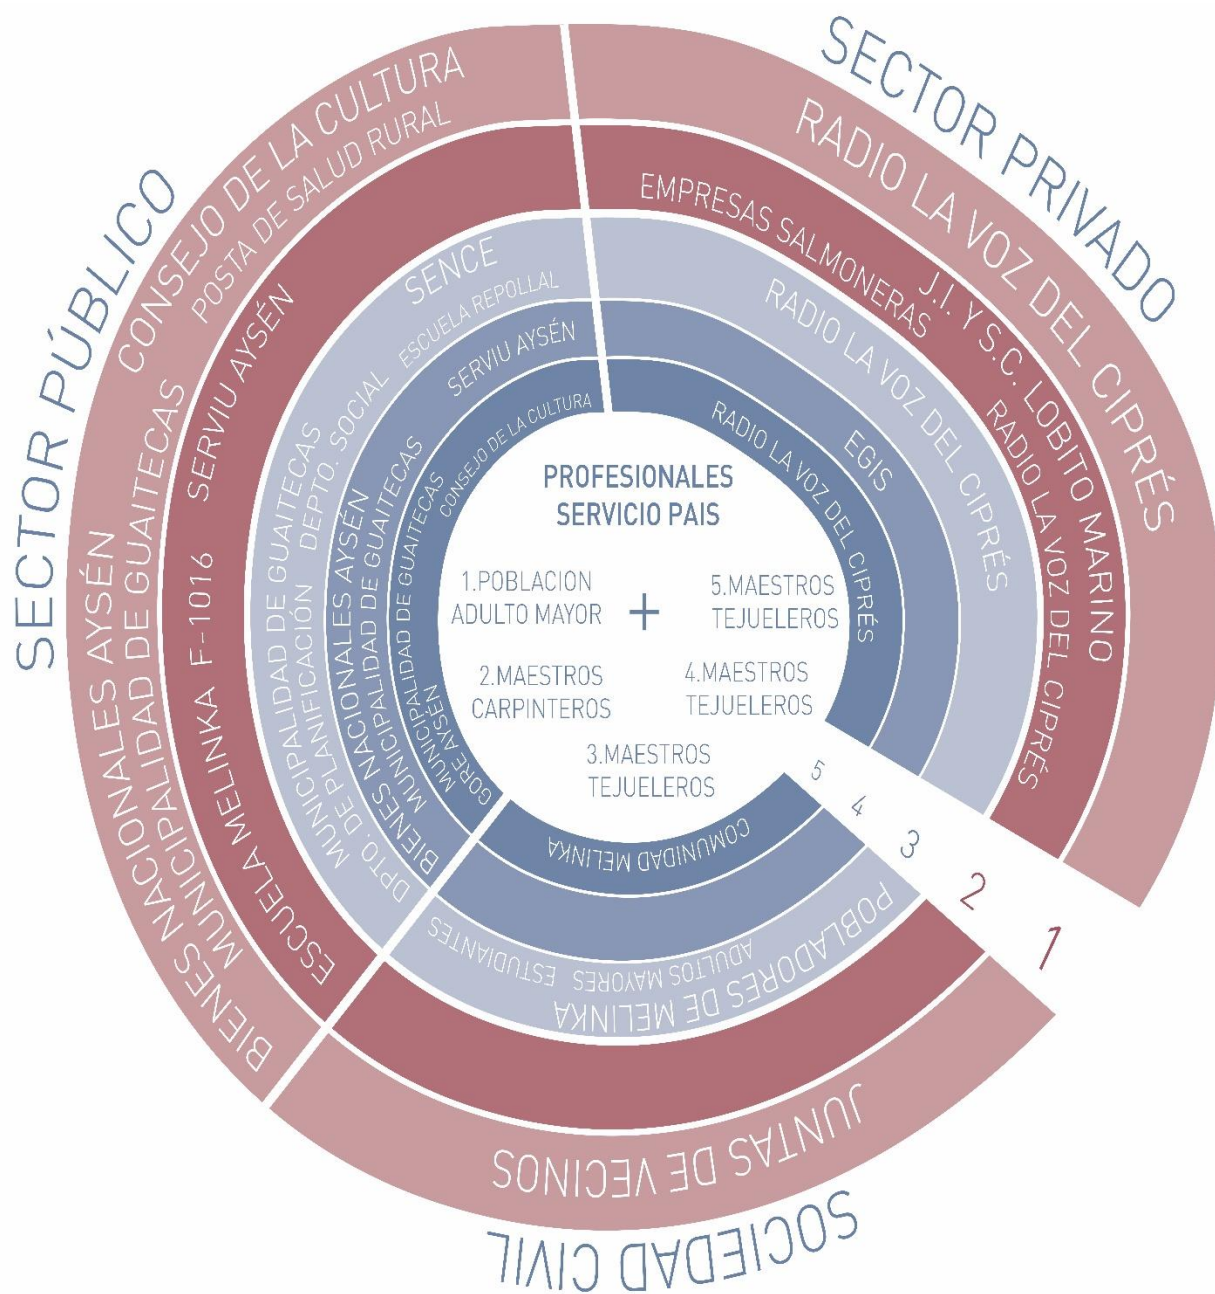 SECTOR PÚBLICO
CONSEJO DE LA CULTURA
POSTA DE SALUD RURAL
MUNICIPALIDAD DE GUAITECAS
BIENES NACIONALES AYSÉN
SERVIU AYSÉN
ESCUELA MELINKA F-1016
SENCE
ESCUELA REPOLLAL
DEPTO. SOCIAL
MUNICIPALIDAD DE GUAITECAS
DPTO. DE PLANIFICACIÓN
SERVIU AYSÉN
MUNICIPALIDAD DE GUAITECAS
BIENES NACIONALES AYSÉN
CONSEJO DE LA CULTURA
MUNICIPALIDAD DE GUAITECAS
GORE AYSÉN
SECTOR PRIVADO
RADIO LA VOZ DEL CIPRÉS
EMPRESAS SALMONERAS
J.I. Y S.C. LOBITO MARINO
RADIO LA VOZ DEL CIPRÉS
RADIO LA VOZ DEL CIPRÉS
EGIS
RADIO LA VOZ DEL CIPRÉS
PROFESIONALES
SERVICIO PAIS
+
1.POBLACION
ADULTO MAYOR
2.MAESTROS
CARPINTEROS
3.MAESTROS
TEJUELEROS
4.MAESTROS
TEJUELEROS
5.MAESTROS
TEJUELEROS
5
4
3
2
1
COMUNIDAD MELINKA
ADULTOS MAYORES ESTUDIANTES
POBLADORES DE MELINKA
JUNTAS DE VECINOS
SOCIEDAD CIVIL